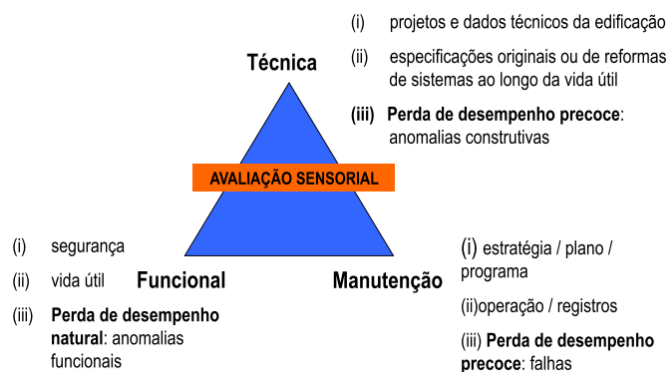 (i) projetos e dados técnicos da edificação
(ii) especificações originais ou de reformas
de sistemas ao longo da vida útil
(iii) Perda de desempenho precoce:
anomalias construtivas
Técnica
AVALIAÇÃO SENSORIAL
(i) segurança
(ii) vida útil
(iii) Perda de desempenho
natural: anomalias
funcionais
Funcional
Manutenção
(i) estratégia / plano /
programa
(ii)operação / registros
(iii) Perda de desempenho
precoce: falhas